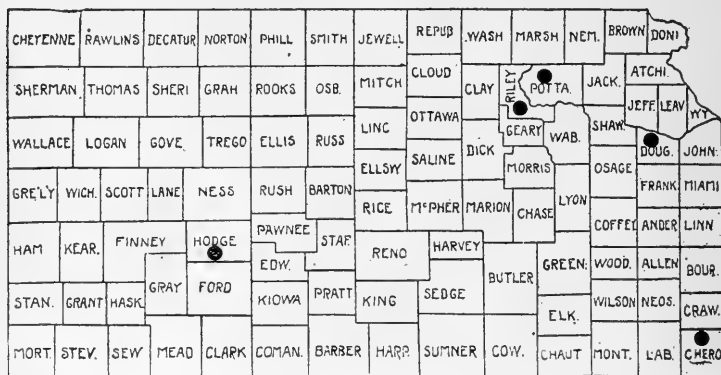 CHEYENNE RAWLINS DECATUR NORTON PHILL SMITH JEWELL REPUB WASH MARSH NEM. BROWN DONI
SHERMAN THOMAS SHERI GRAH ROOKS OSB. MITCH CLOUD CLAY RILEY POTTA. JACK. ATCHI.
JEFF. LEAV WY
WALLACE LOGAN GOVE TREGO ELLIS RUSS LINC OTTAWA GEARY WAB. SHAW. DOUG. JOHN.
ELLSW SALINE DICK MORRIS OSAGE FRANK MIAMI
GRE'LY WICH. SCOTT LANE NESS RUSH BARTON RICE McPHER MARION CHASE LYON COFFEY ANDER LINN
HAM KEAR. FINNEY HODGE PAWNEE STAF. RENO HARVEY
EDW. BUTLER GREEN. WOOD. ALLEN BOUR.
STAN. GRANT HASK. GRAY FORD KIOWA PRATT KING SEDGE ELK. WILSON NEOS. CRAW.
MORT. STEV. SEW MEAD CLARK COMAN. BARBER HARP. SUMNER COW. CHAUT MONT. LAB. CHERO